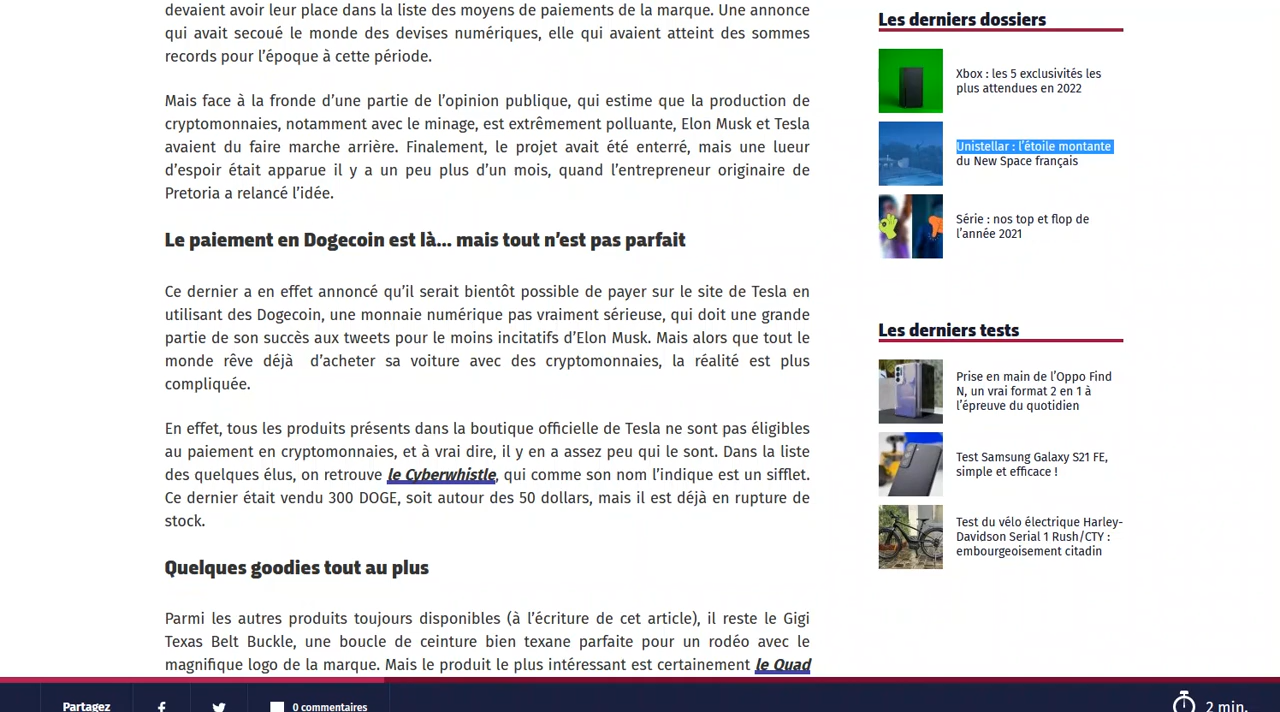 devaient avoir leur place dans la liste des moyens de paiements de la marque. Une annonce
qui avait secoué le monde des devises numériques, elle qui avaient atteint des sommes
records pour l’époque à cette période.
Mais face à la fronde d’une partie de l’opinion publique, qui estime que la production de
cryptomonnaies, notamment avec le minage, est extrêmement polluante, Elon Musk et Tesla
avaient du faire marche arrière. Finalement, le projet avait été enterré, mais une lueur
d’espoir était apparue il y a un peu plus d’un mois, quand l’entrepreneur originaire de
Pretoria a relancé l’idée.
Le paiement en Dogecoin est là… mais tout n’est pas parfait
Ce dernier a en effet annoncé qu’il serait bientôt possible de payer sur le site de Tesla en
utilisant des Dogecoin, une monnaie numérique pas vraiment sérieuse, qui doit une grande
partie de son succès aux tweets pour le moins incitatifs d’Elon Musk. Mais alors que tout le
monde rêve déjà d’acheter sa voiture avec des cryptomonnaies, la réalité est plus
compliquée.
En effet, tous les produits présents dans la boutique officielle de Tesla ne sont pas éligibles
au paiement en cryptomonnaies, et à vrai dire, il y en a assez peu qui le sont. Dans la liste
des quelques élus, on retrouve le Cyberwhistle, qui comme son nom l’indique est un sifflet.
Ce dernier était vendu 300 DOGE, soit autour des 50 dollars, mais il est déjà en rupture de
stock.
Quelques goodies tout au plus
Parmi les autres produits toujours disponibles (à l’écriture de cet article), il reste le Gigi
Texas Belt Buckle, une boucle de ceinture bien texane parfaite pour un rodéo avec le
magnifique logo de la marque. Mais le produit le plus intéressant est certainement le Quad
Les derniers dossiers
Xbox : les 5 exclusivités les
plus attendues en 2022
Unistellar : l’étoile montante
du New Space français
Série : nos top et flop de
l’année 2021
Les derniers tests
Prise en main de l’Oppo Find
N, un vrai format 2 en 1 à
l’épreuve du quotidien
Test Samsung Galaxy S21 FE,
simple et efficace !
Test du vélo électrique Harley-
Davidson Serial 1 Rush/CTY :
embourgeoisement citadin
Partagez
0 commentaires
2 min.